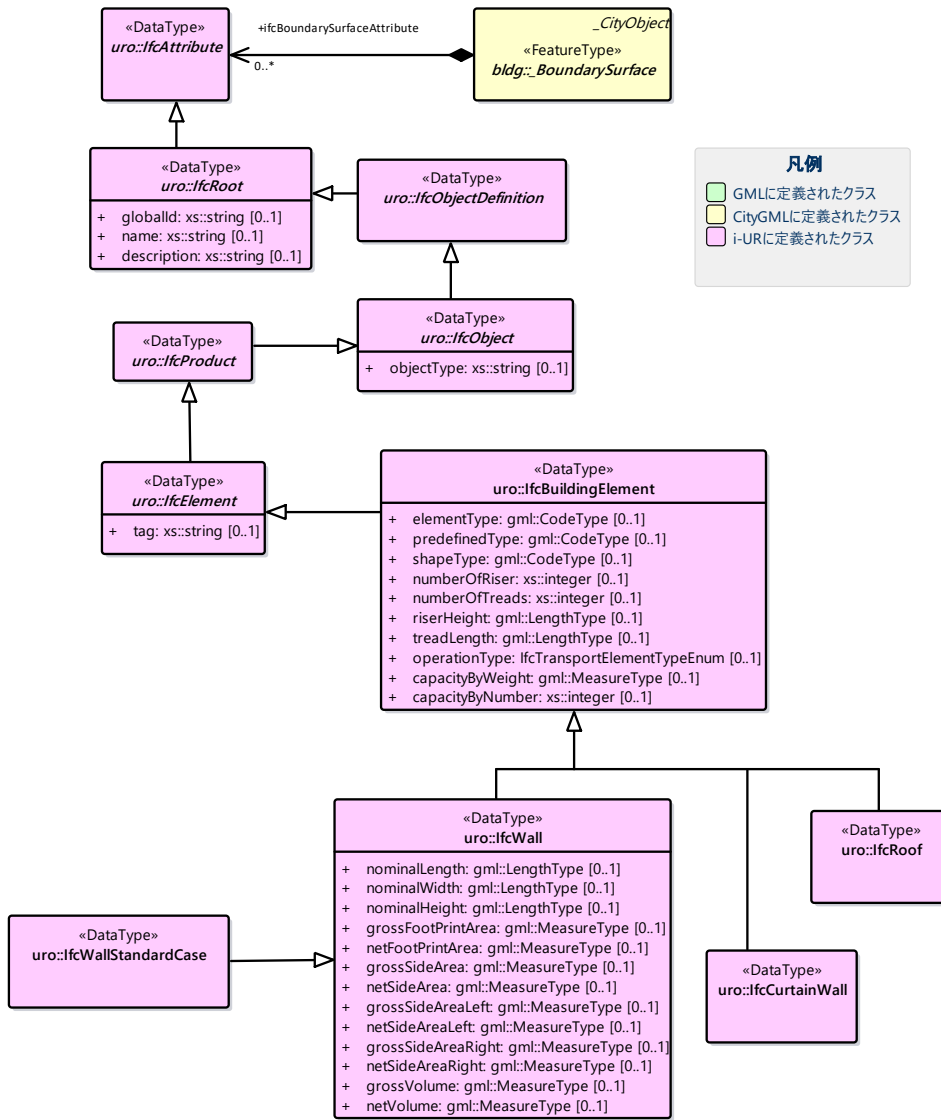 «DataType»
uro::IfcAttribute
+ifcBoundarySurfaceAttribute
0..*
_CityObject
«FeatureType»
bldg::_BoundarySurface
«DataType»
uro::IfcRoot
+ globalId: xs::string [0..1]
+ name: xs::string [0..1]
+ description: xs::string [0..1]
«DataType»
uro::IfcObjectDefinition
凡例
GMLに定義されたクラス
CityGMLに定義されたクラス
i-URに定義されたクラス
«DataType»
uro::IfcProduct
«DataType»
uro::IfcObject
+ objectType: xs::string [0..1]
«DataType»
uro::IfcElement
+ tag: xs::string [0..1]
«DataType»
uro::IfcBuildingElement
+ elementType: gml::CodeType [0..1]
+ predefinedType: gml::CodeType [0..1]
+ shapeType: gml::CodeType [0..1]
+ numberOfRiser: xs::integer [0..1]
+ numberOfTreads: xs::integer [0..1]
+ riserHeight: gml::LengthType [0..1]
+ treadLength: gml::LengthType [0..1]
+ operationType: IfcTransportElementTypeEnum [0..1]
+ capacityByWeight: gml::MeasureType [0..1]
+ capacityByNumber: xs::integer [0..1]
«DataType»
uro::IfcWall
+ nominalLength: gml::LengthType [0..1]
+ nominalWidth: gml::LengthType [0..1]
+ nominalHeight: gml::LengthType [0..1]
+ grossFootPrintArea: gml::MeasureType [0..1]
+ netFootPrintArea: gml::MeasureType [0..1]
+ grossSideArea: gml::MeasureType [0..1]
+ netSideArea: gml::MeasureType [0..1]
+ grossSideAreaLeft: gml::MeasureType [0..1]
+ netSideAreaLeft: gml::MeasureType [0..1]
+ grossSideAreaRight: gml::MeasureType [0..1]
+ netSideAreaRight: gml::MeasureType [0..1]
+ grossVolume: gml::MeasureType [0..1]
+ netVolume: gml::MeasureType [0..1]
«DataType»
uro::IfcRoof
«DataType»
uro::IfcWallStandardCase
«DataType»
uro::IfcCurtainWall